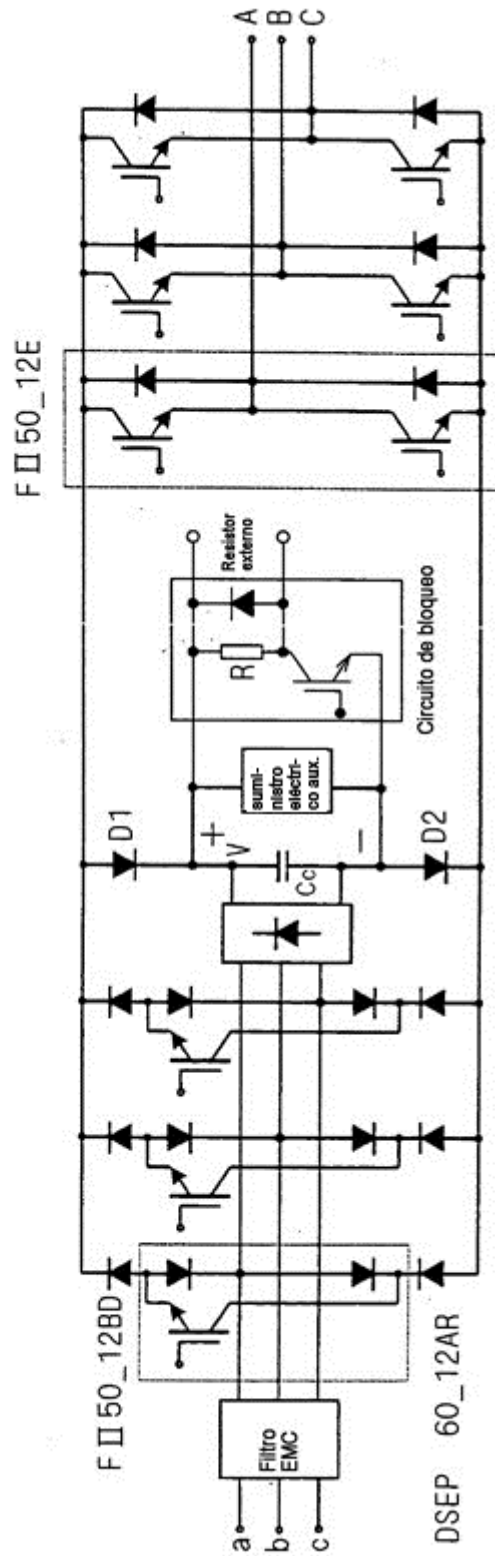 F II 50_12BD
F II 50_12E
a
b
c
Filtro
EMC
DSEP 60_12AR
D1
+
V
Cc
−
D2
sumi-
nistro
eléctri-
co aux.
R
Resistor
externo
Circuito de bloqueo
A
B
C